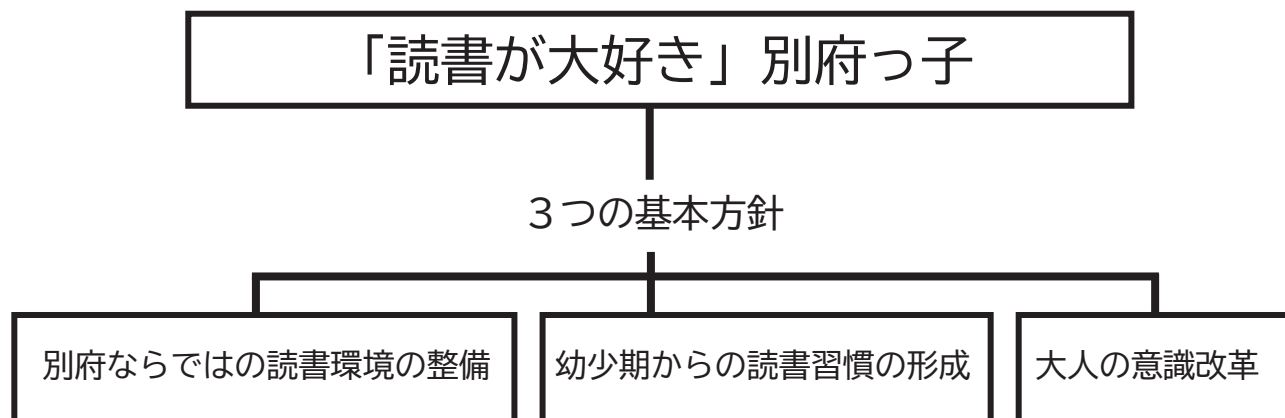 「読書が大好き」別府っ子
３つの基本方針
別府ならではの読書環境の整備
幼少期からの読書習慣の形成
大人の意識改革